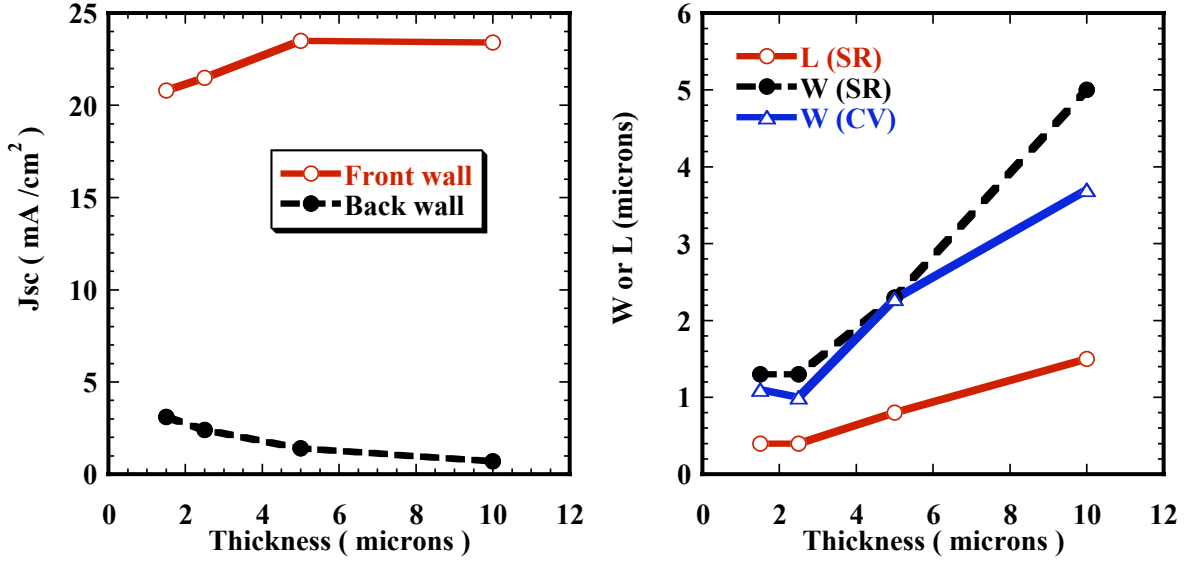 25
20
15
10
5
0
0 2 4 6 8 10 12
Jsc ( mA /cm²)
Thickness ( microns )
Front wall
Back wall
6
5
4
3
2
1
0
0 2 4 6 8 10 12
W or L (microns)
Thickness ( microns )
L (SR)
W (SR)
W (CV)